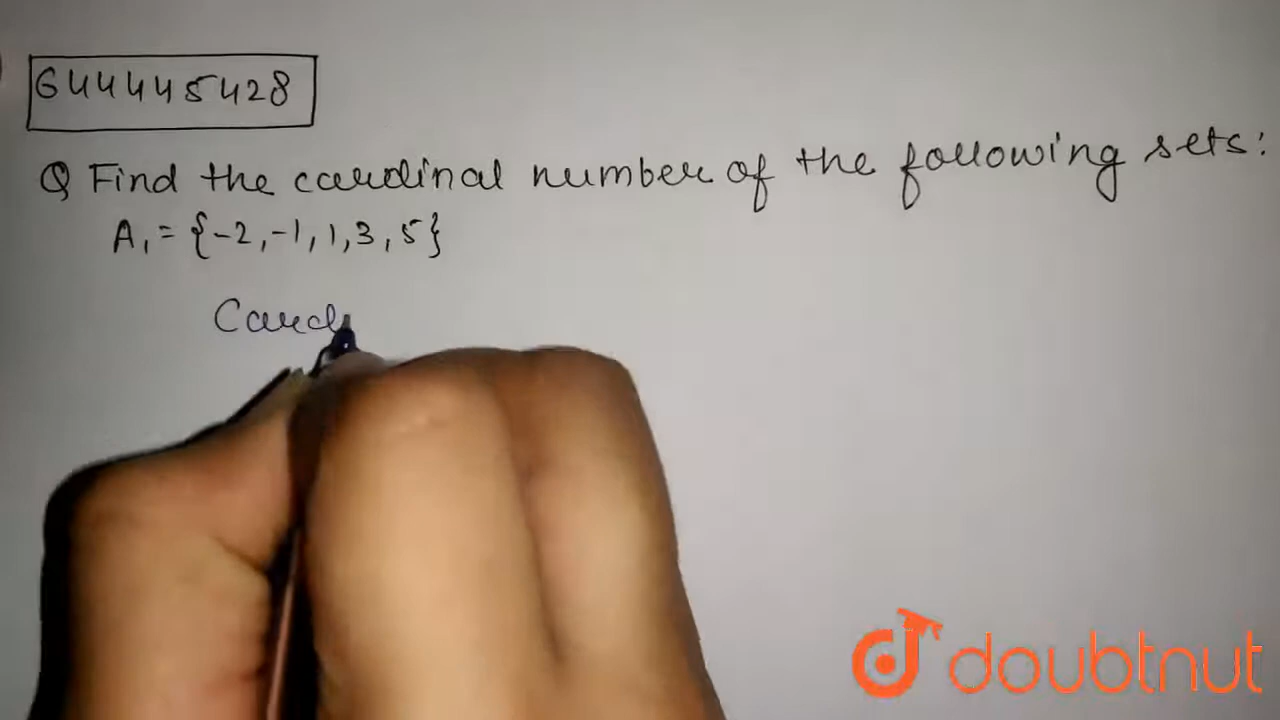 644445428
Q Find the cardinal number of the following sets:
A₁ = {-2, -1, 1, 3, 5}
Card
doubtnut